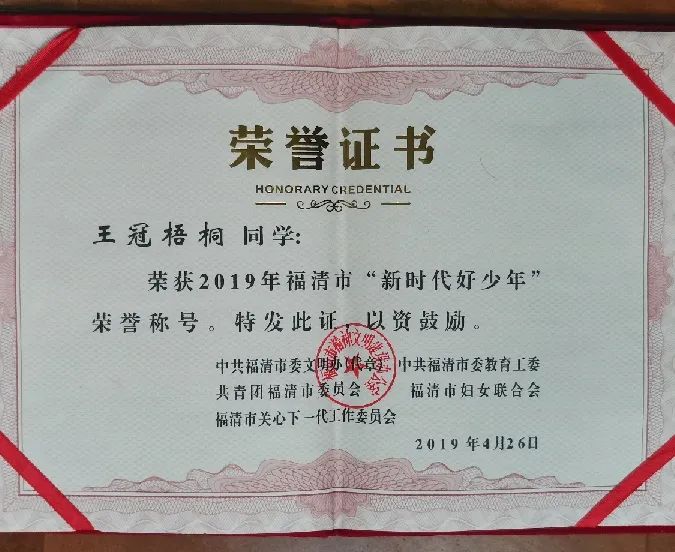 荣誉证书
HONORARY CREDENTIAL
王冠梧桐 同学:
荣获2019年福清市“新时代好少年”
荣誉称号。特发此证,以资鼓励。
中共福清市委文明办(代章) 中共福清市委教育工委
共青团福清市委员会 福清市妇女联合会
福清市关心下一代工作委员会
2019 年4月26日